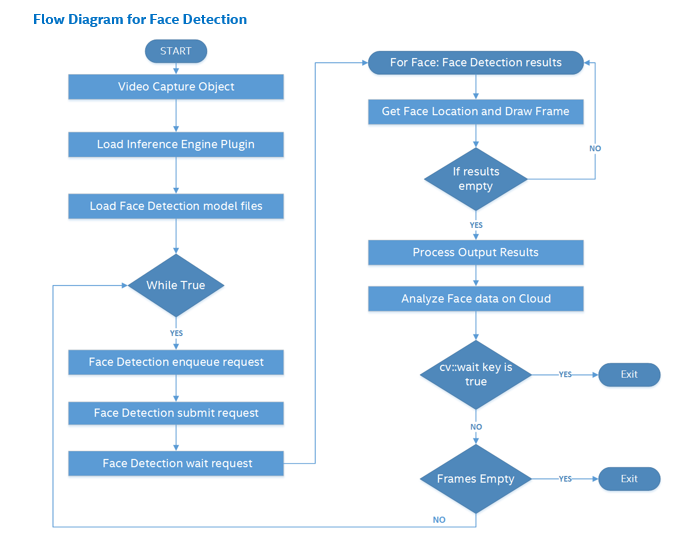 Flow Diagram for Face Detection
START
Video Capture Object
Load Inference Engine Plugin
Load Face Detection model files
While True
YES
Face Detection enqueue request
Face Detection submit request
Face Detection wait request
For Face: Face Detection results
Get Face Location and Draw Frame
NO
If results
empty
YES
Process Output Results
Analyze Face data on Cloud
cv::wait key is
true
YES
Exit
NO
Frames Empty
YES
Exit
NO